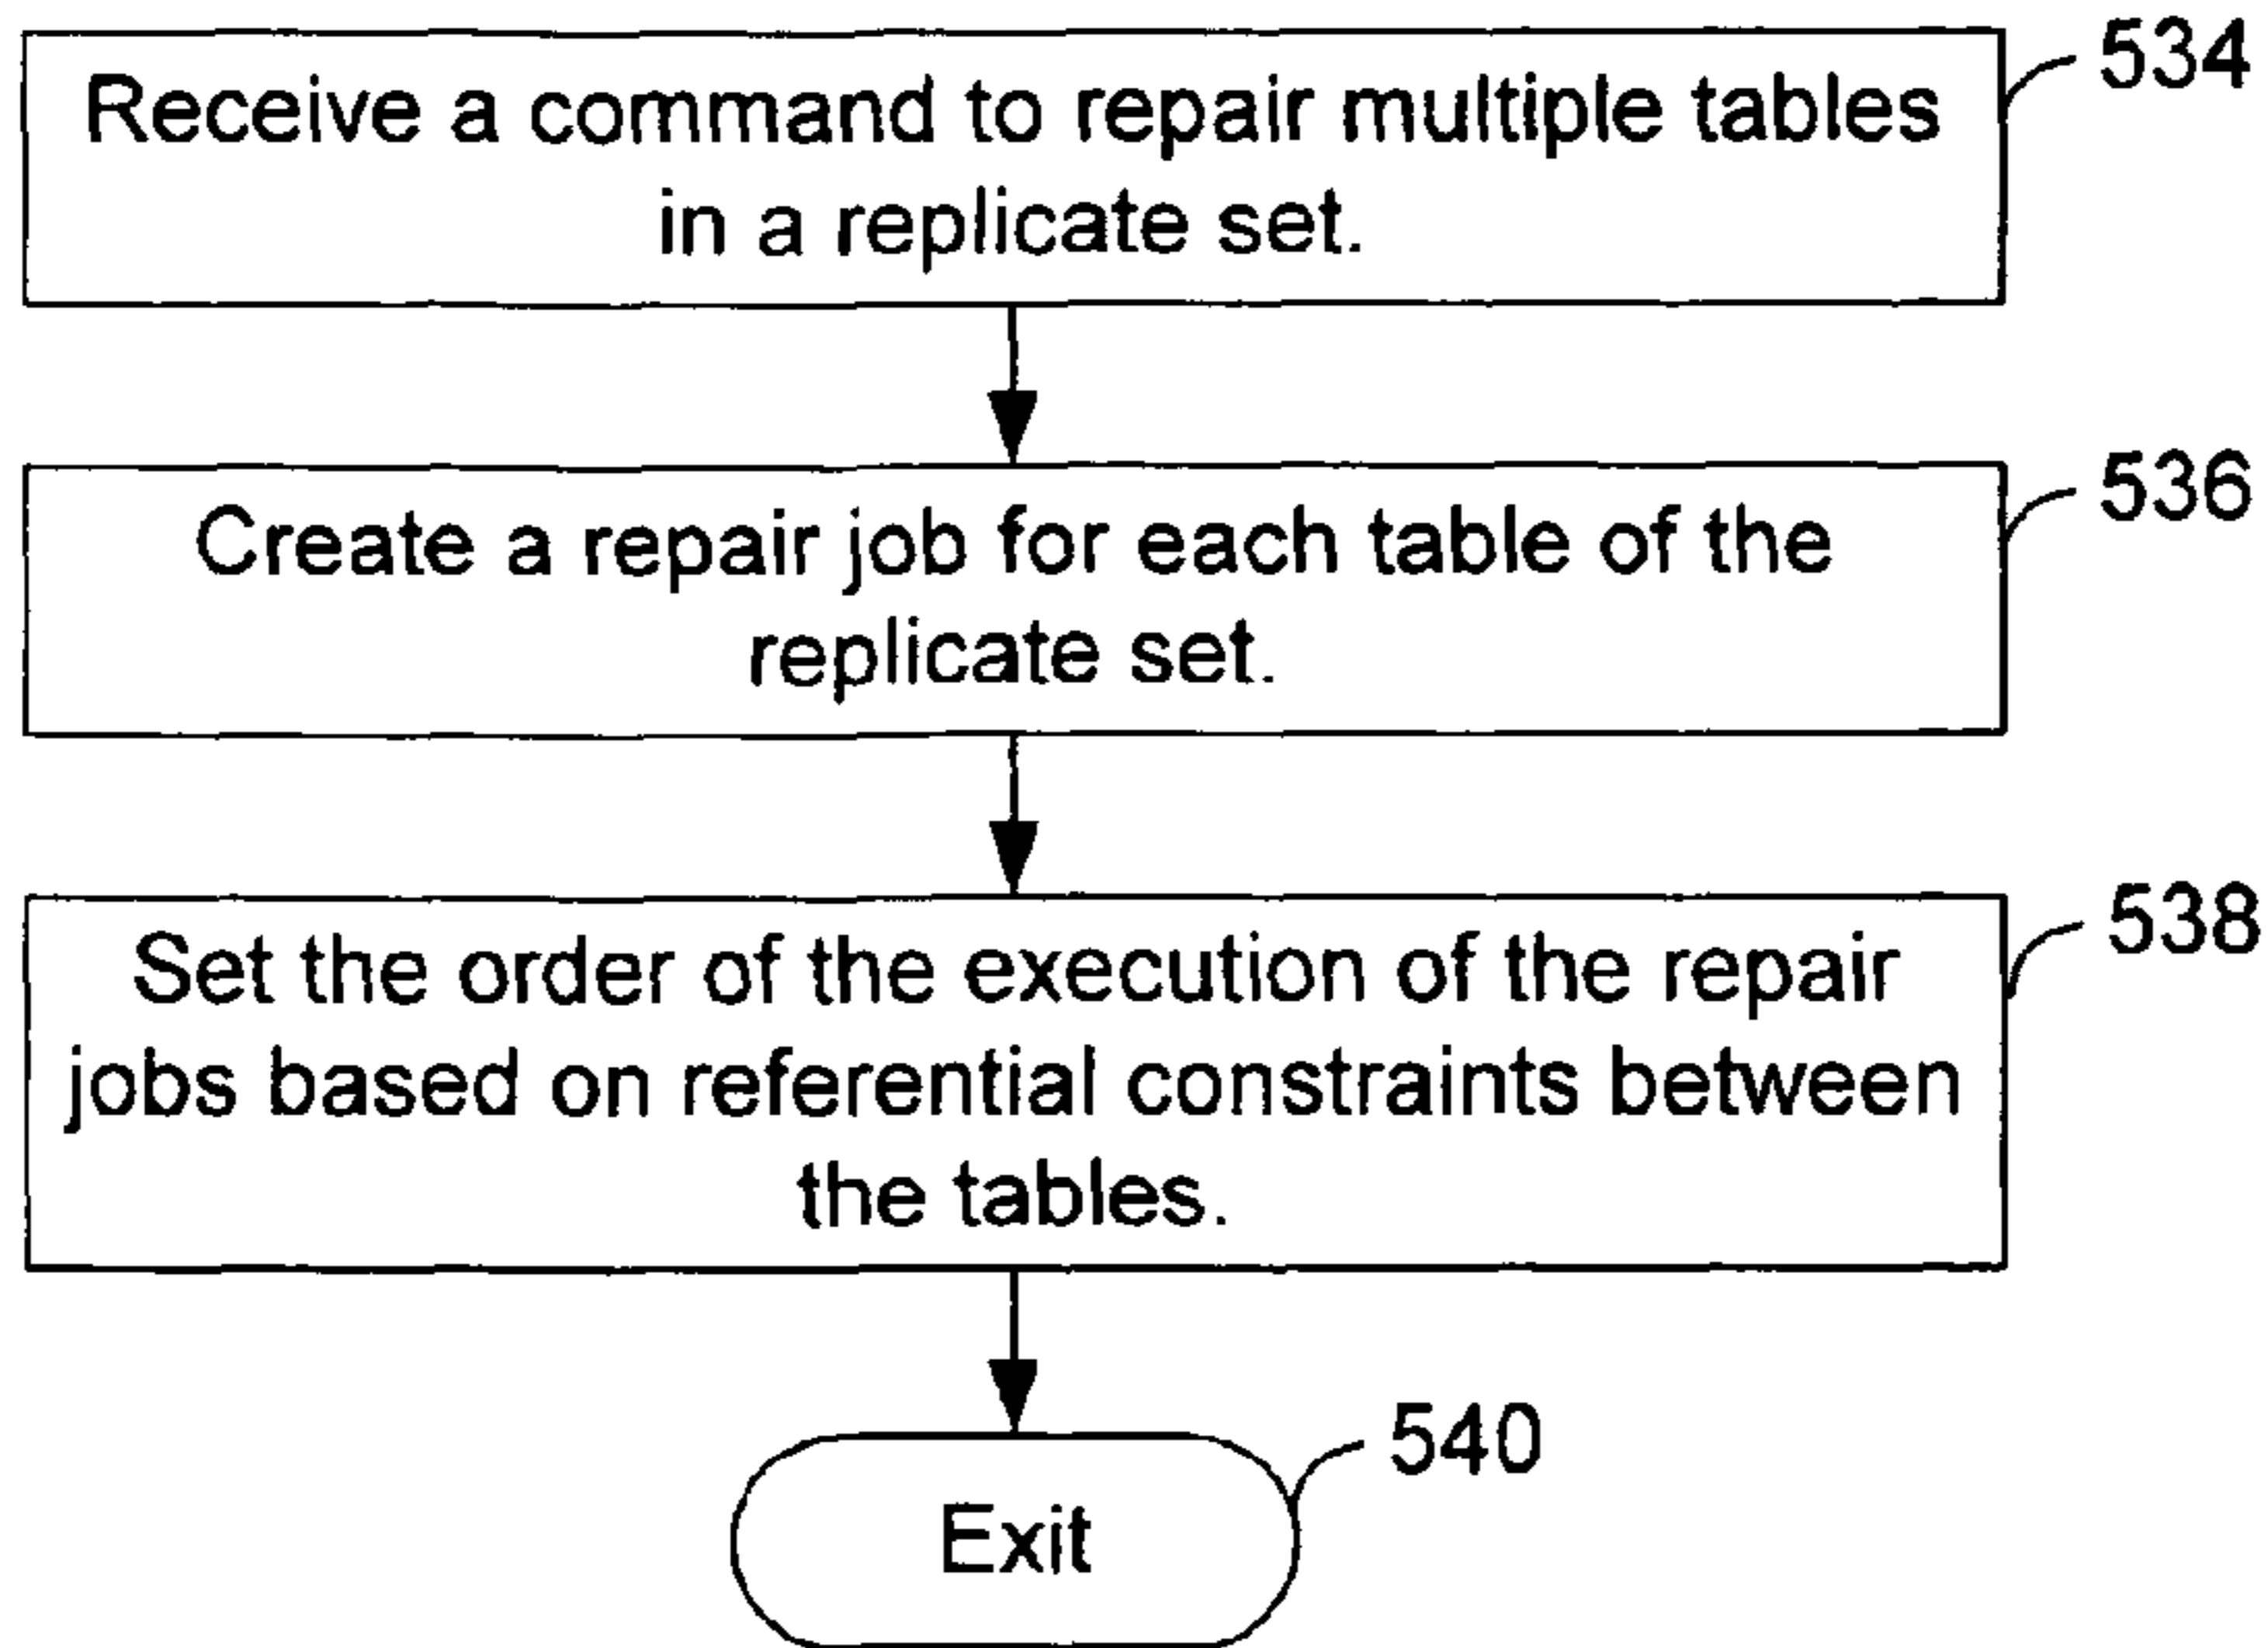 Receive a command to repair multiple tables
in a replicate set.
534
Create a repair job for each table of the
replicate set.
536
Set the order of the execution of the repair
jobs based on referential constraints between
the tables.
538
Exit
540